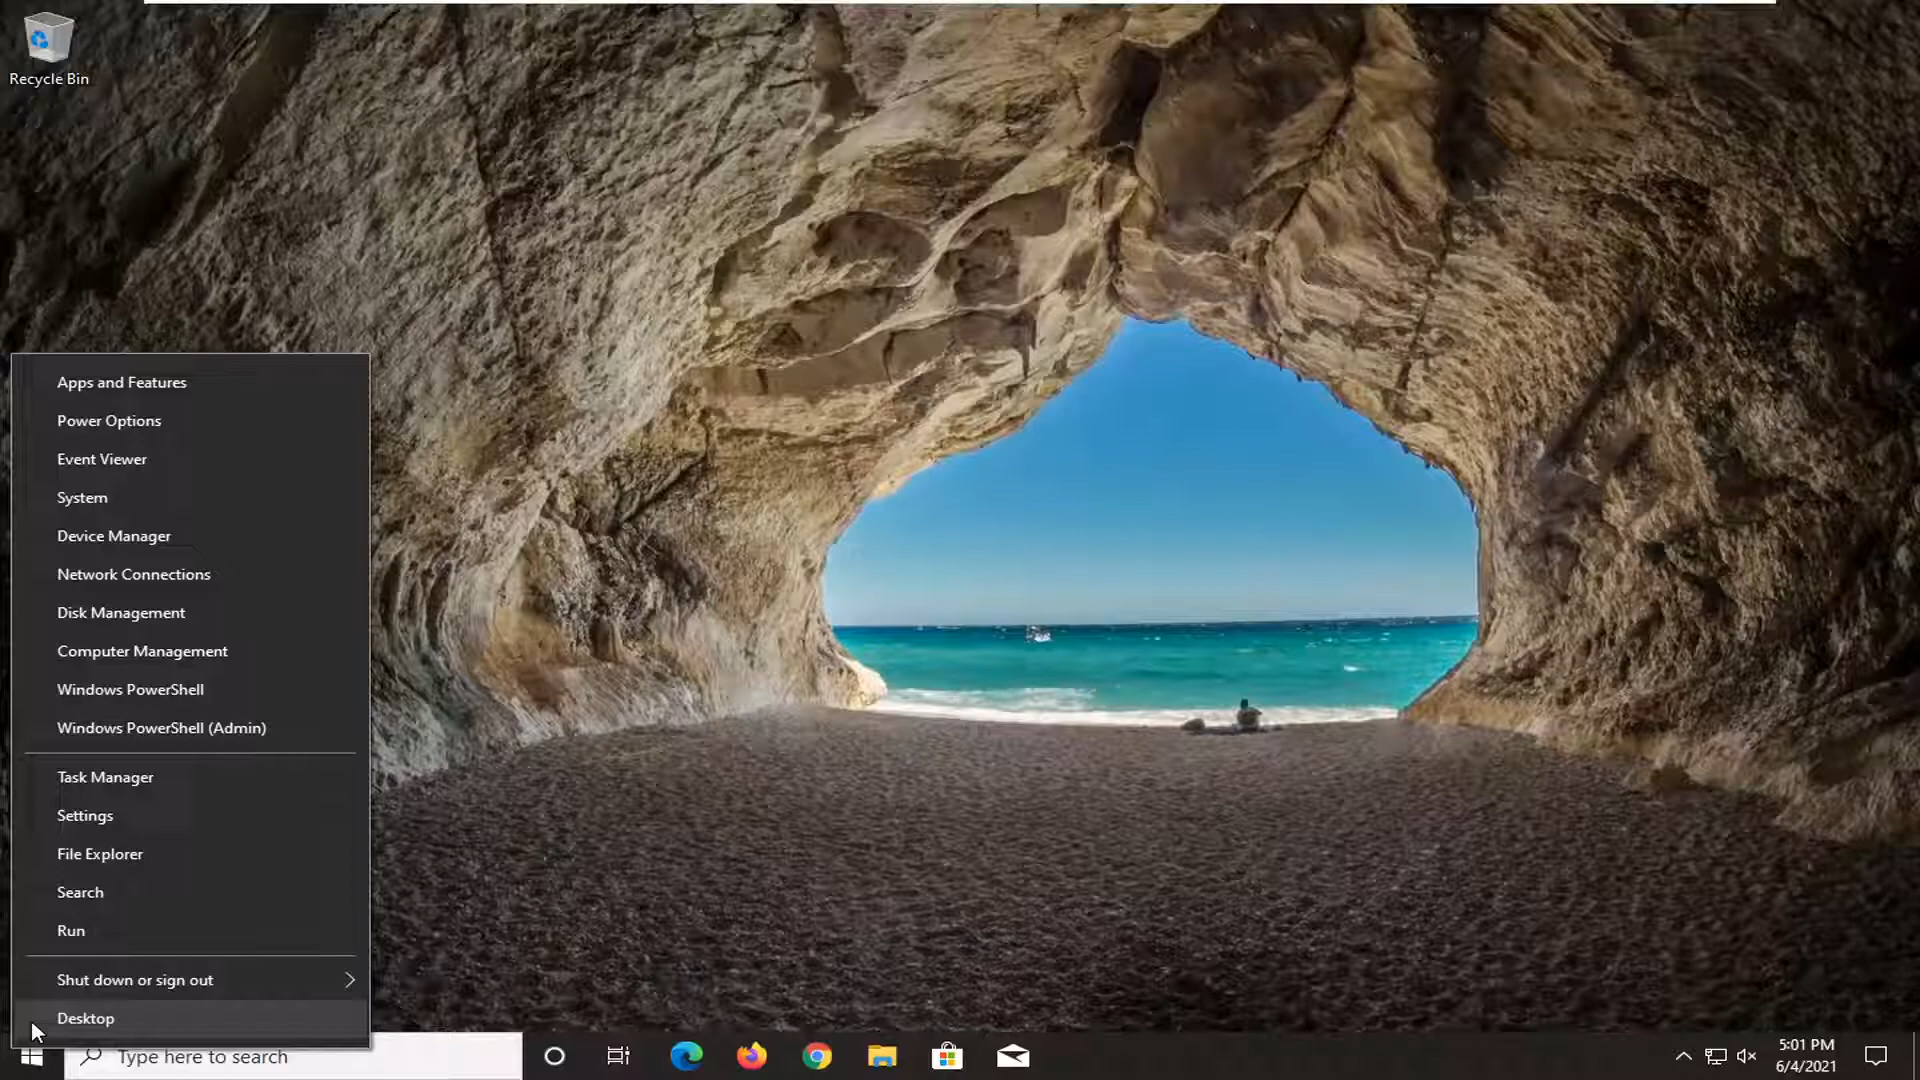 Recycle Bin
Apps and Features
Power Options
Event Viewer
System
Device Manager
Network Connections
Disk Management
Computer Management
Windows PowerShell
Windows PowerShell (Admin)
Task Manager
Settings
File Explorer
Search
Run
Shut down or sign out
Desktop
Type here to search
5:01 PM
6/4/2021